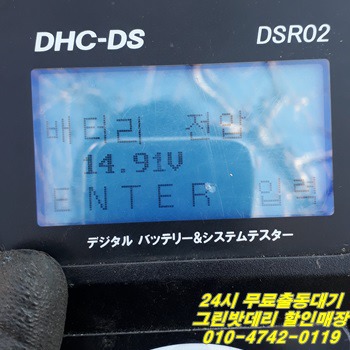 DHC-DS DSR02
배터리 전압
14.91V
ENTER 입력
デジタル バッテリー&システムテスター
24시 무료출동대기
그린밧데리 할인매장
010-4742-0119